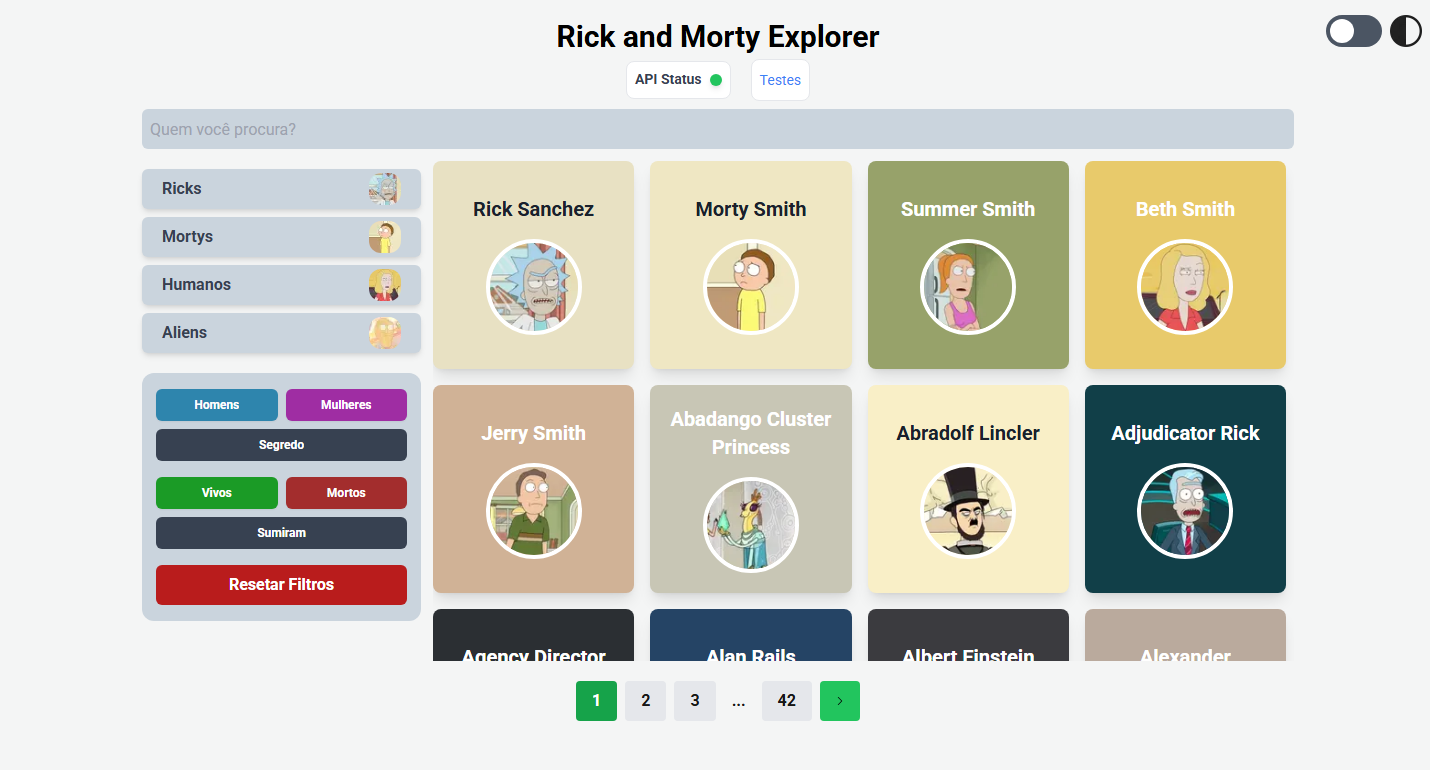 Rick and Morty Explorer
API Status
Testes
Quem você procura?
Ricks
Mortys
Humanos
Aliens
Homens
Mulheres
Segredo
Vivos
Mortos
Sumiram
Resetar Filtros
Rick Sanchez
Morty Smith
Summer Smith
Beth Smith
Jerry Smith
Abadango Cluster
Princess
Abradolf Lincler
Adjudicator Rick
Agency Director
Alan Rails
Albert Einstein
Alexander
1
2
3
...
42